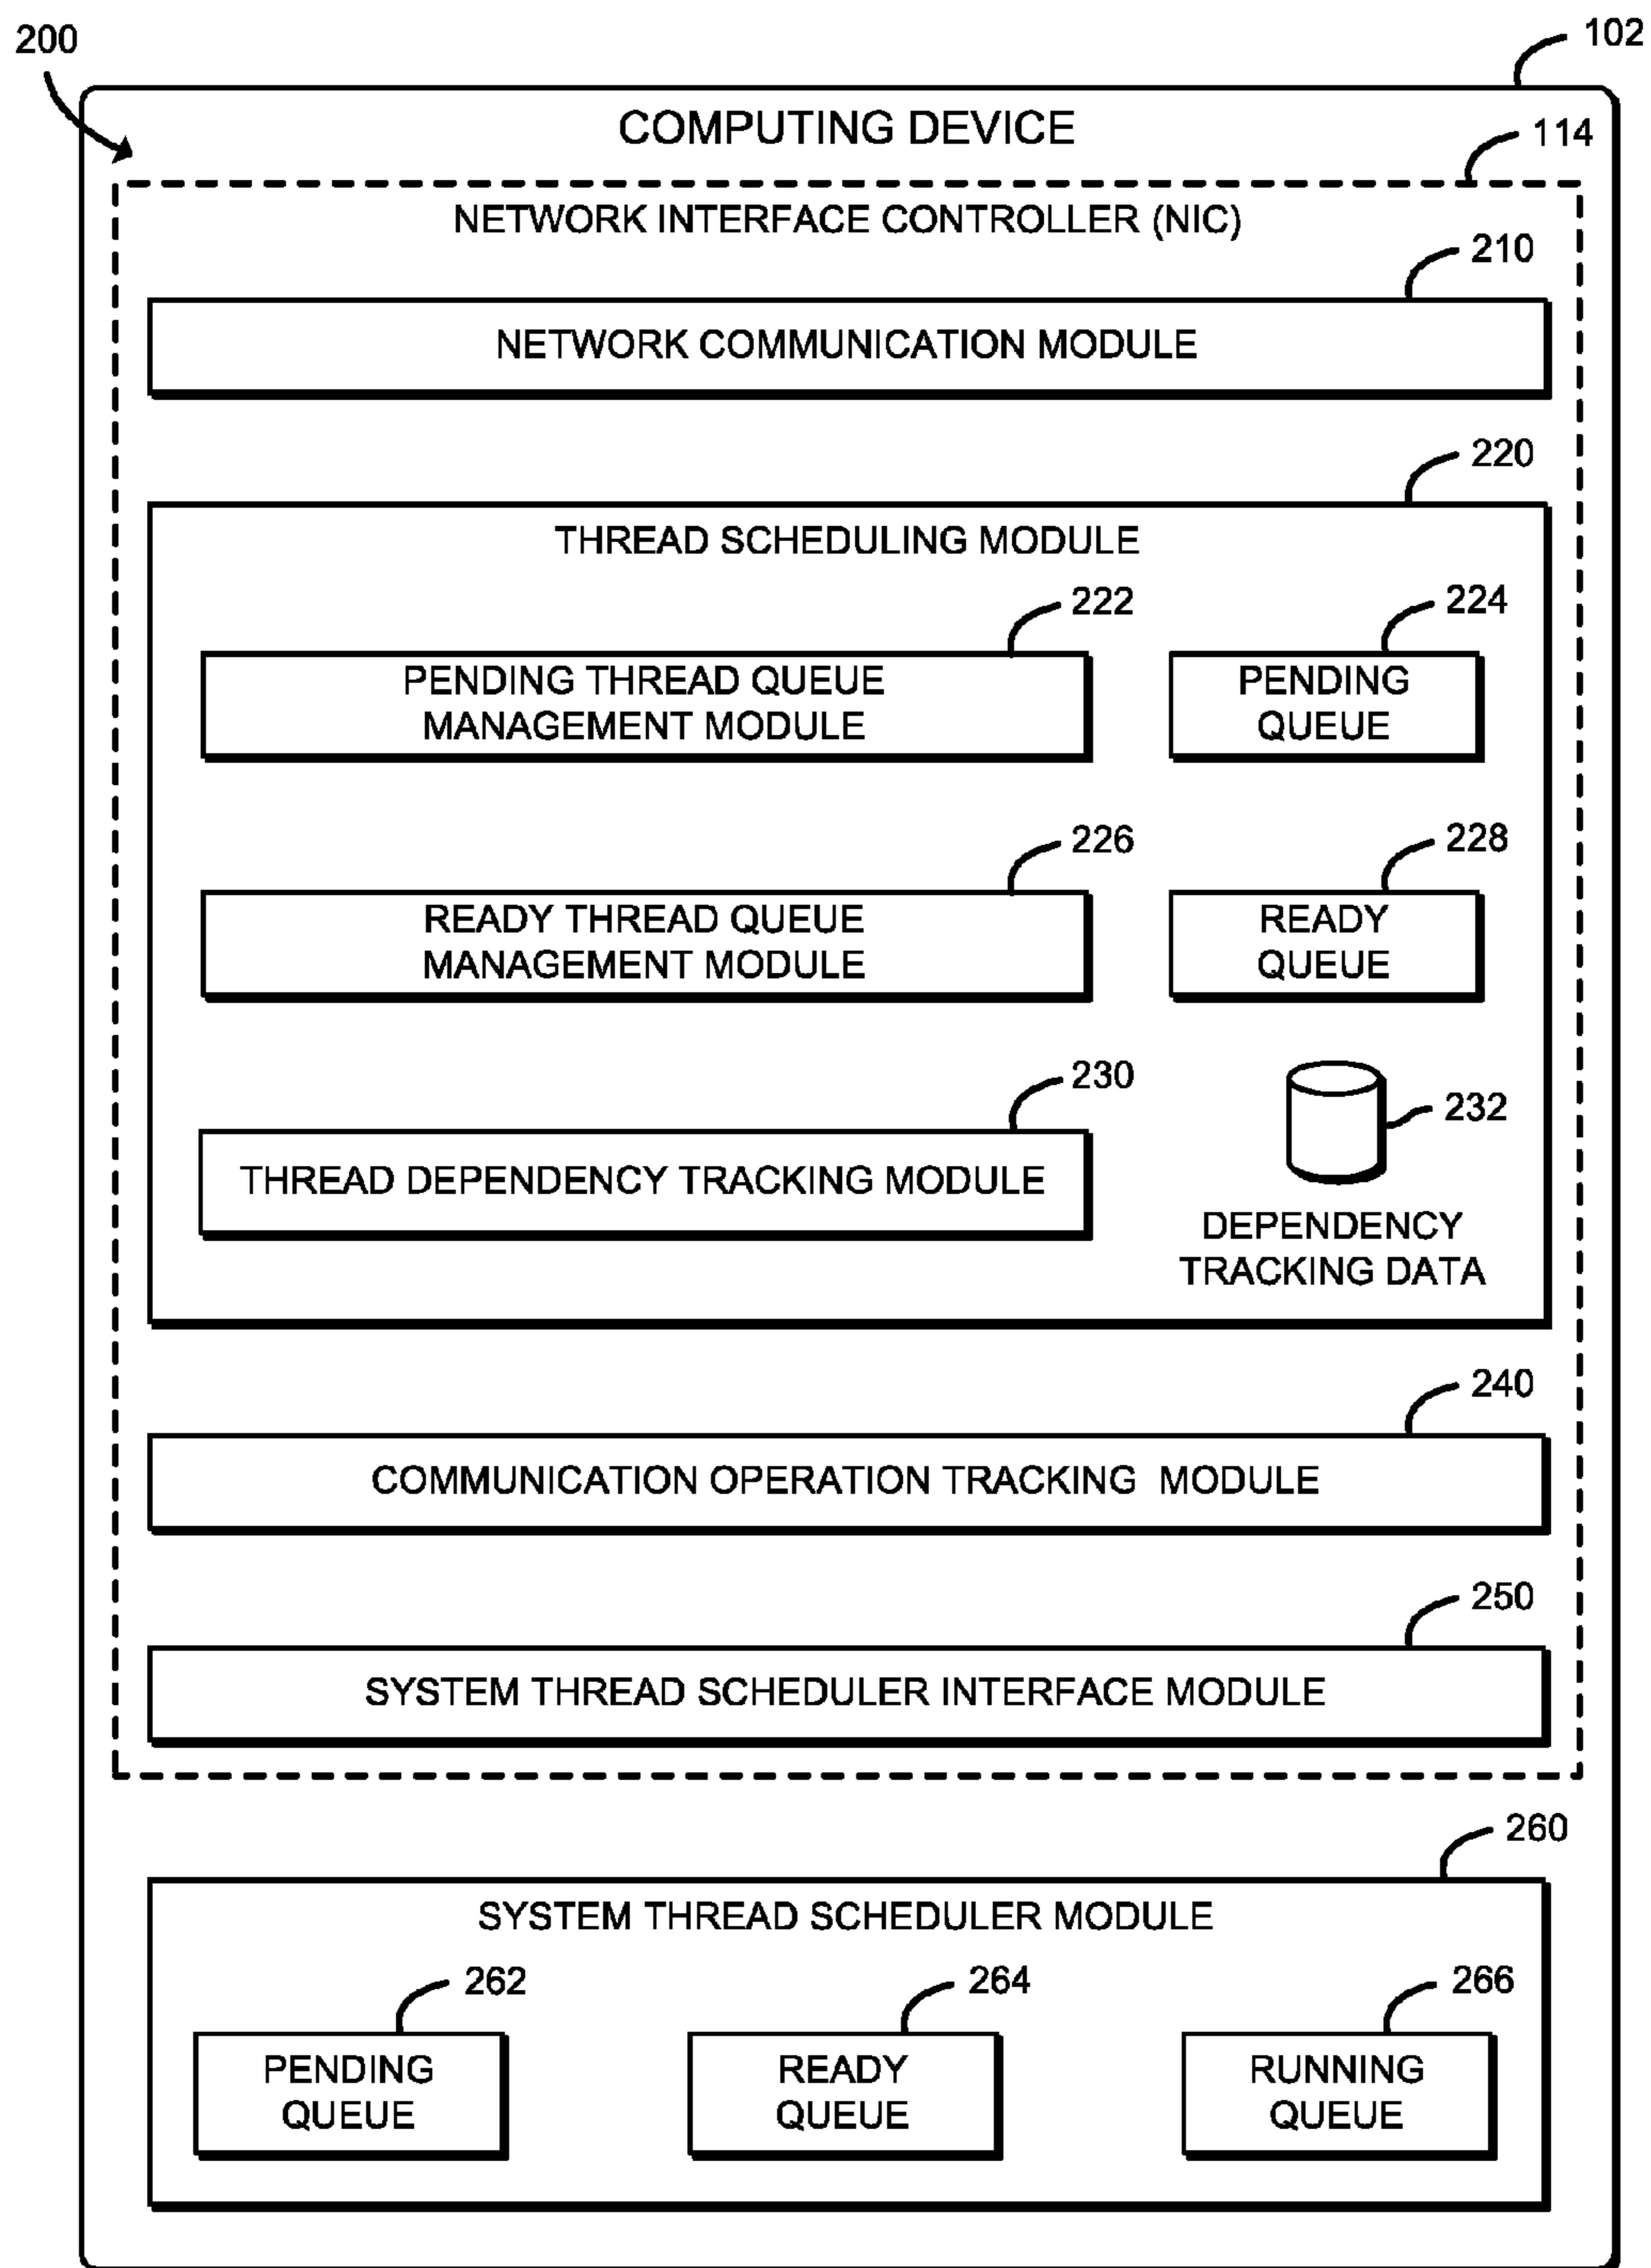 200
102
COMPUTING DEVICE
114
NETWORK INTERFACE CONTROLLER (NIC)
210
NETWORK COMMUNICATION MODULE
220
THREAD SCHEDULING MODULE
222
224
PENDING THREAD QUEUE
MANAGEMENT MODULE
PENDING
QUEUE
226
228
READY THREAD QUEUE
MANAGEMENT MODULE
READY
QUEUE
230
232
THREAD DEPENDENCY TRACKING MODULE
DEPENDENCY
TRACKING DATA
240
COMMUNICATION OPERATION TRACKING MODULE
250
SYSTEM THREAD SCHEDULER INTERFACE MODULE
260
SYSTEM THREAD SCHEDULER MODULE
262
264
266
PENDING
QUEUE
READY
QUEUE
RUNNING
QUEUE